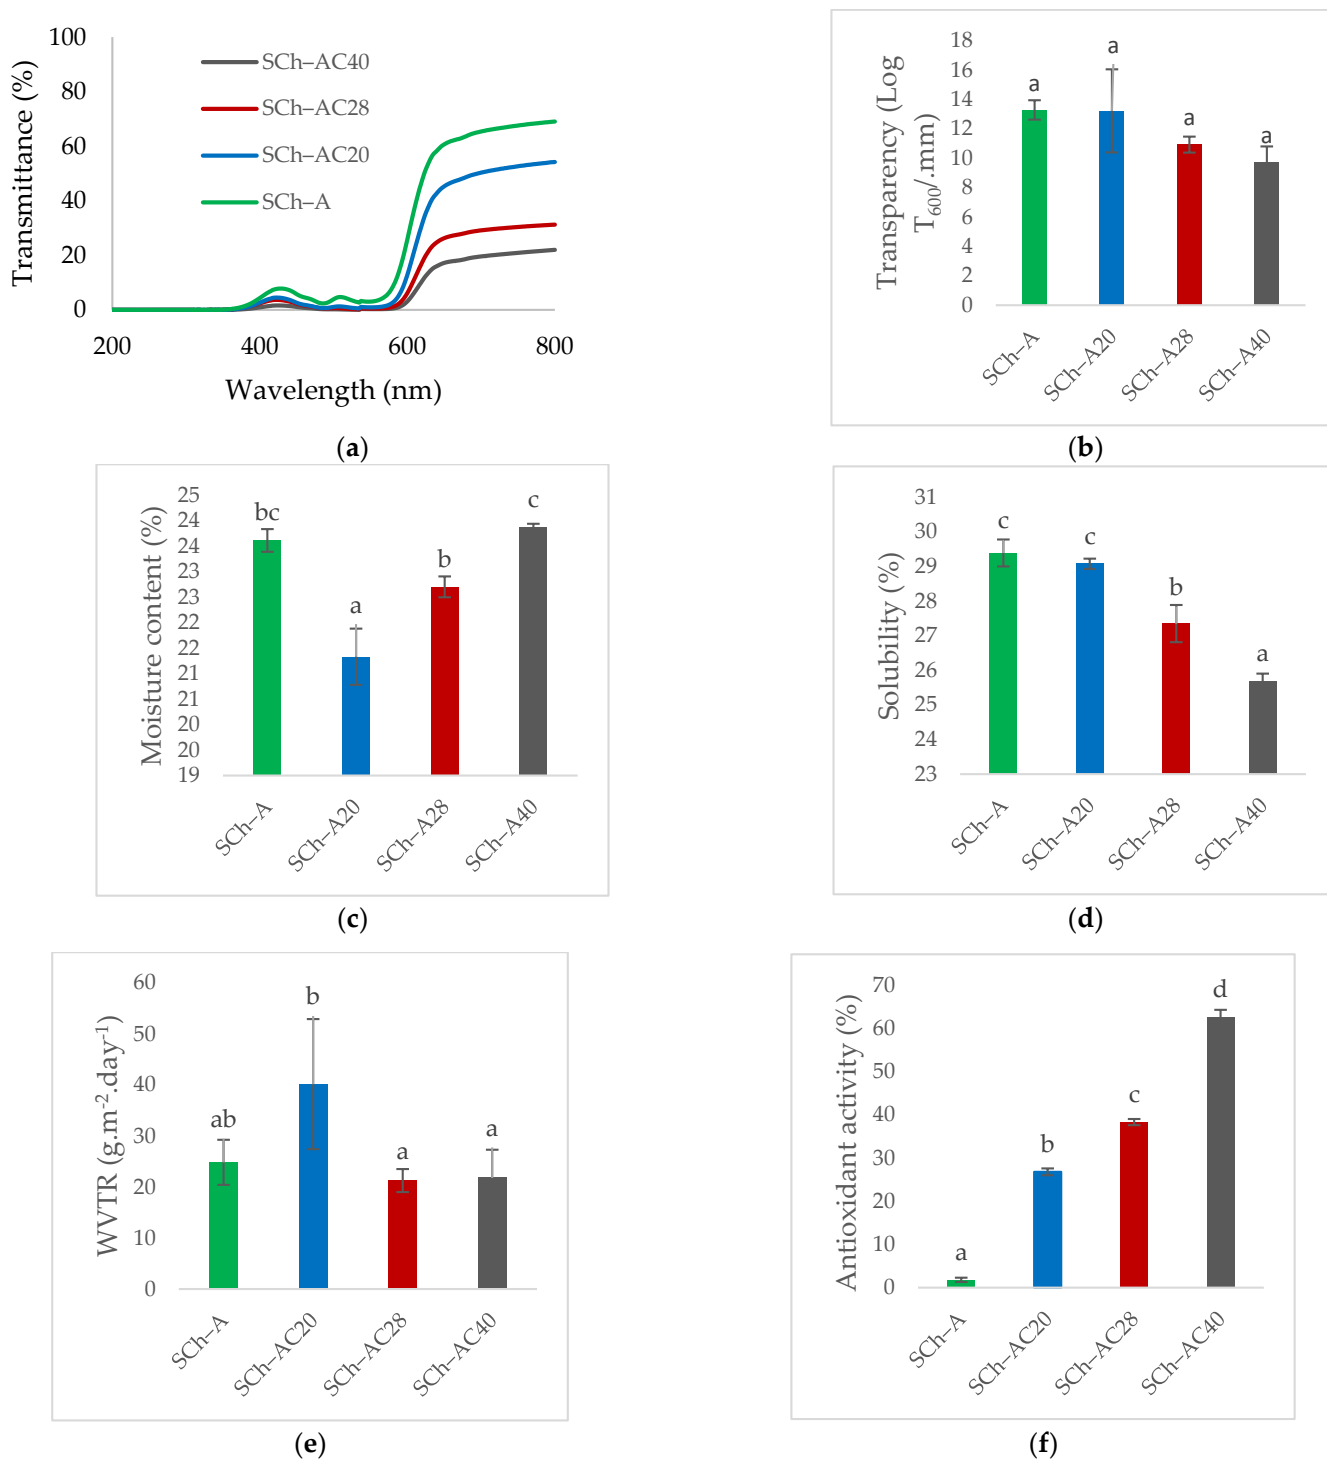 100
80
60
40
20
0
Transmittance (%)
SCh–AC40
SCh–AC28
SCh–AC20
SCh–A
200
400
600
800
Wavelength (nm)
(a)
18
16
14
12
10
8
6
4
2
0
Transparency (Log
T600/.mm)
a
a
a
a
SCh–A
SCh–A20
SCh–A28
SCh–A40
(b)
25
24
24
23
23
22
22
21
21
20
20
19
Moisture content (%)
bc
a
b
c
SCh–A
SCh–A20
SCh–A28
SCh–A40
(c)
31
30
29
28
27
26
25
24
23
Solubility (%)
c
c
b
a
SCh–A
SCh–A20
SCh–A28
SCh–A40
(d)
60
50
40
30
20
10
0
WVTR (g.m-2.day-1)
ab
b
a
a
SCh–A
SCh–AC20
SCh–AC28
SCh–AC40
(e)
70
60
50
40
30
20
10
0
Antioxidant activity (%)
a
b
c
d
SCh–A
SCh–AC20
SCh–AC28
SCh–AC40
(f)